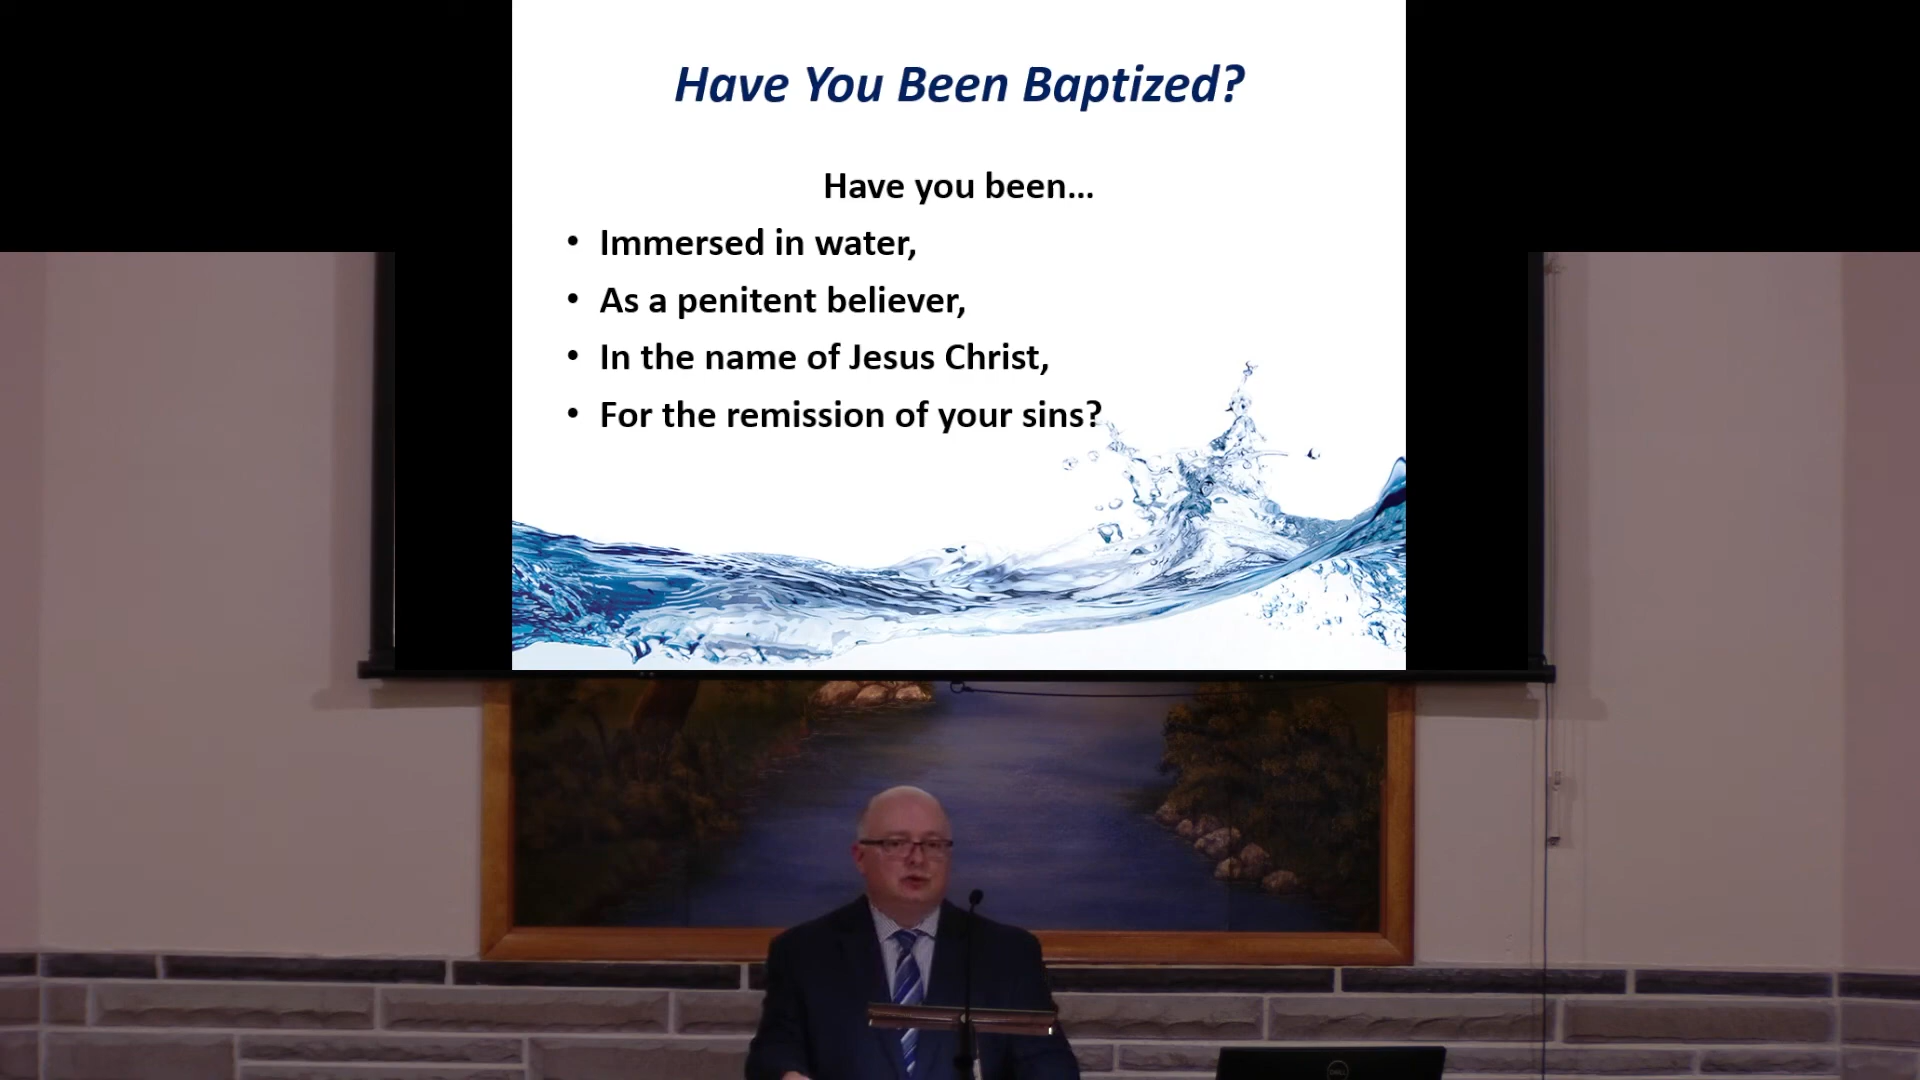 Have You Been Baptized?
Have you been...
• Immersed in water,
• As a penitent believer,
• In the name of Jesus Christ,
• For the remission of your sins?
DELL